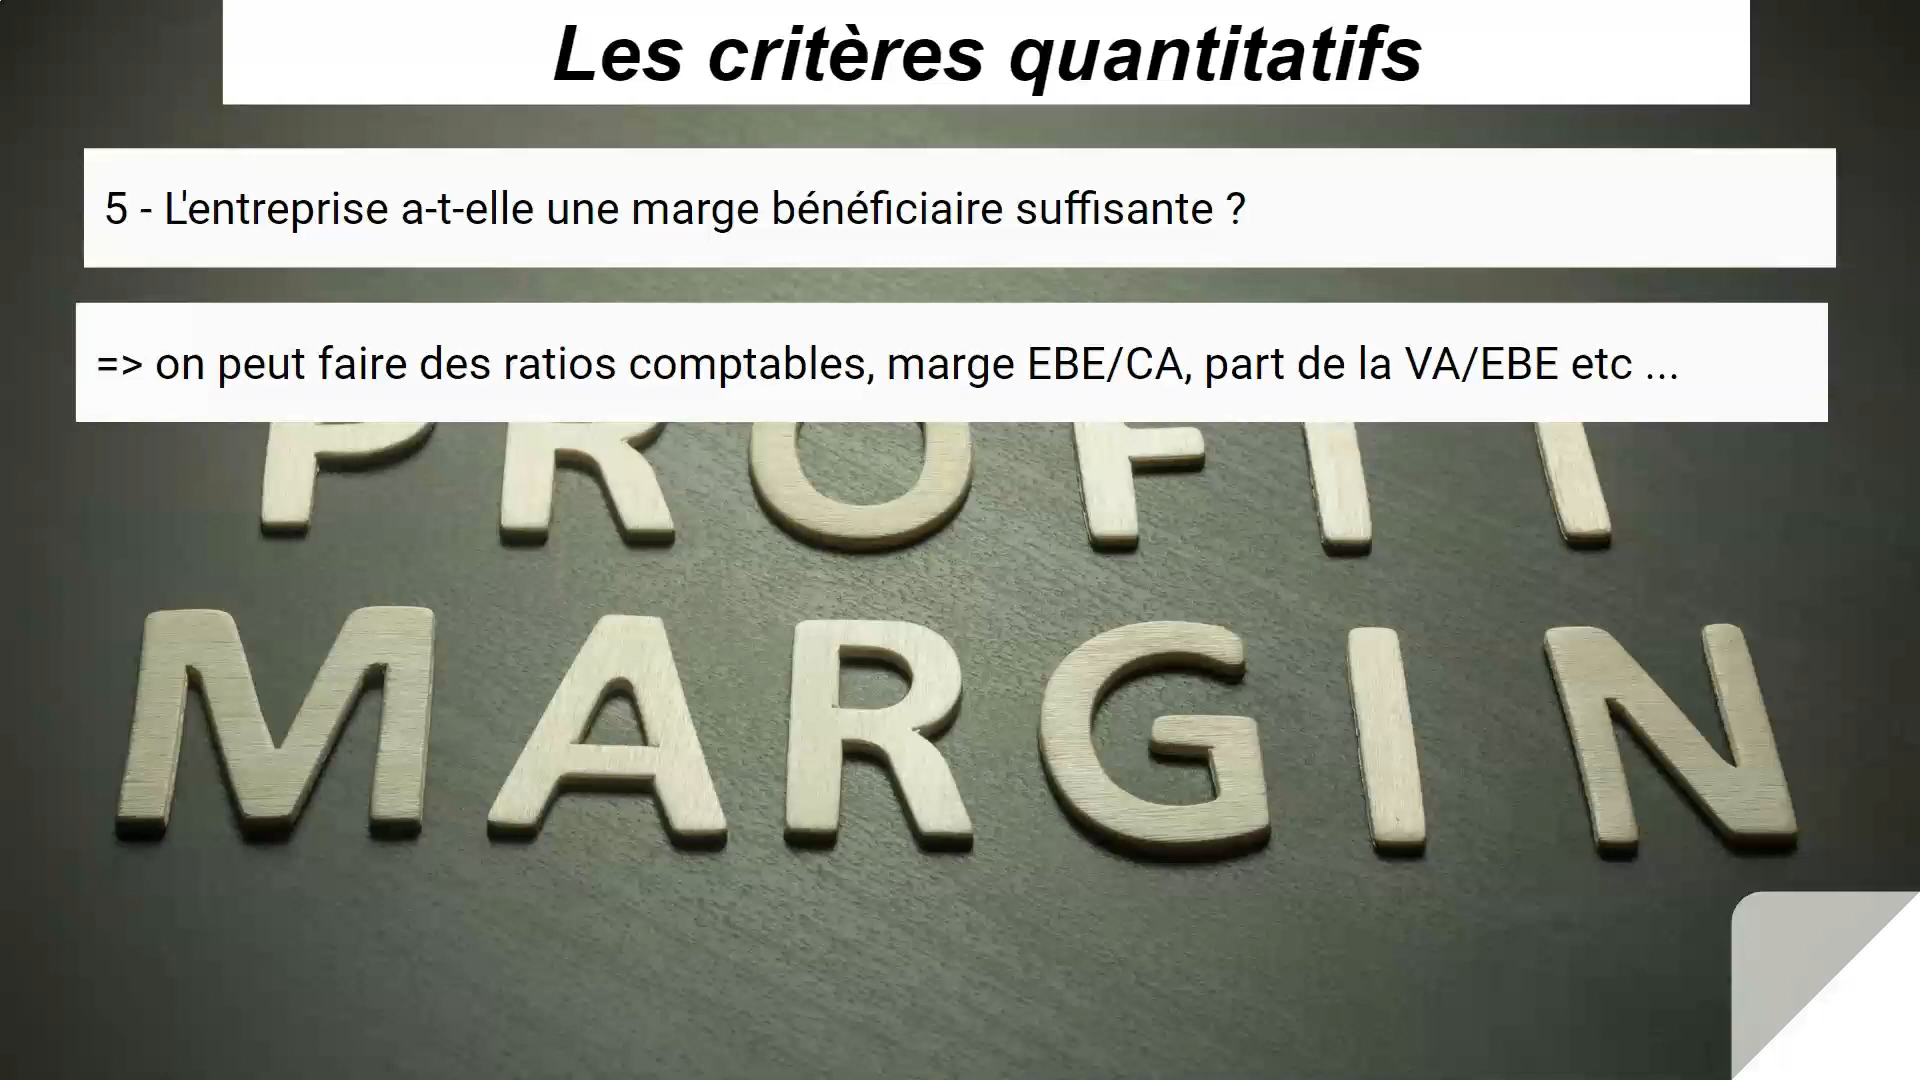 Les critères quantitatifs
5 - L'entreprise a-t-elle une marge bénéficiaire suffisante ?
=> on peut faire des ratios comptables, marge EBE/CA, part de la VA/EBE etc ...
PROFIT
MARGIN